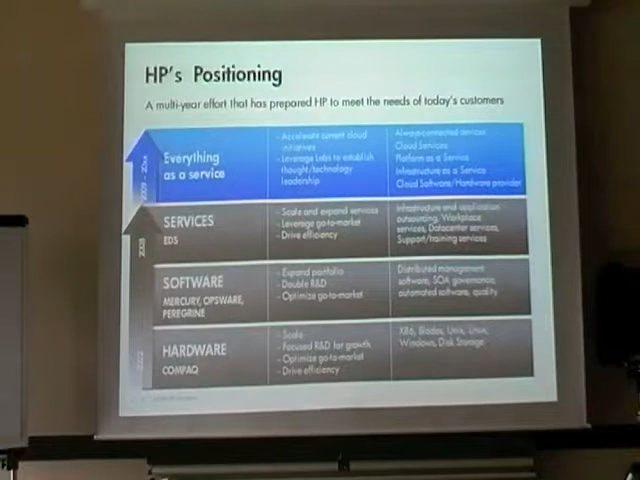 HP's Positioning
A multi-year effort that has prepared HP to meet the needs of today's customers
Everything
as a service
- Accelerate current cloud
initiatives
- Leverage Labs to establish
thought/technology
leadership
Always-connected devices
Cloud Services
Platform as a Service
Infrastructure as a Service
Cloud Software/Hardware provider
SERVICES
EDS
- Scale and expand services
- Leverage go-to-market
- Drive efficiency
Infrastructure and application
outsourcing, Workplace
services, Datacenter services,
Support/training services
SOFTWARE
MERCURY, OPSWARE,
PEREGRINE
- Expand portfolio
- Double R&D
- Optimize go-to-market
Distributed management
software, SOA governance,
automated software, quality
HARDWARE
COMPAQ
- Scale
- Focused R&D for growth
- Optimize go-to-market
- Drive efficiency
X86, Blades, Unix, Linux,
Windows, Disk Storage